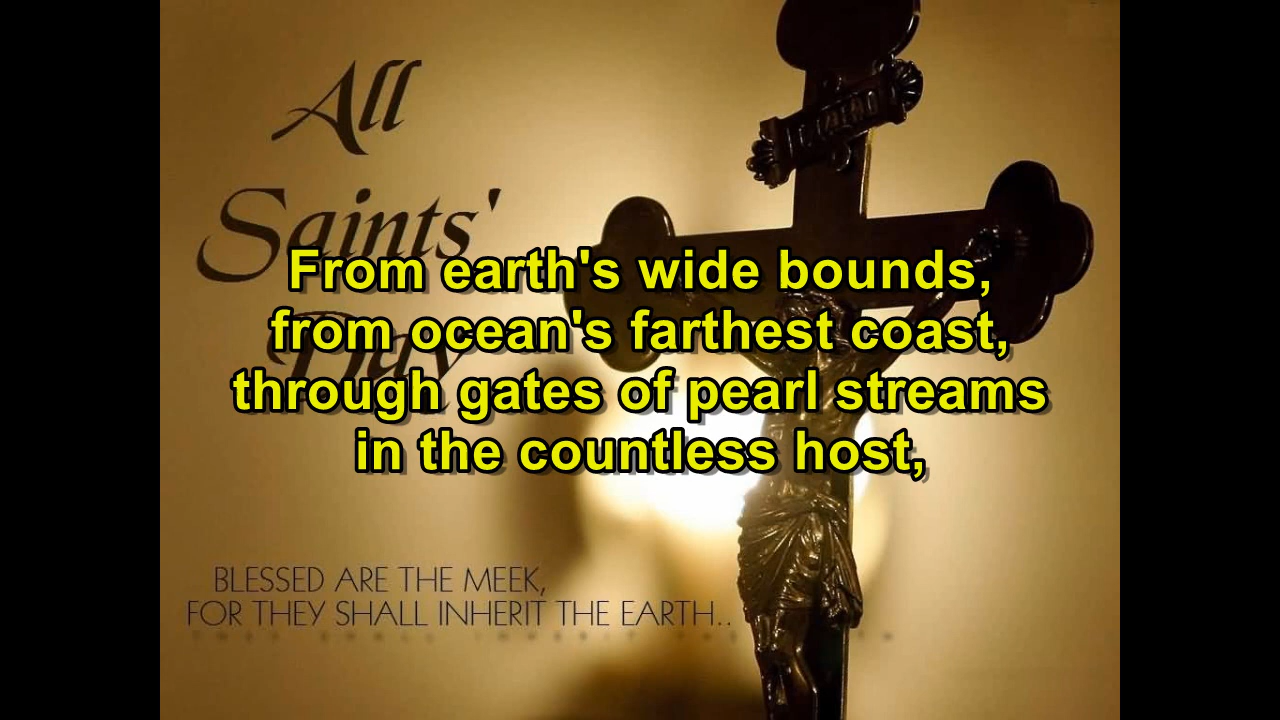 All
Saints'
Day
From earth's wide bounds,
from ocean's farthest coast,
through gates of pearl streams
in the countless host,
BLESSED ARE THE MEEK,
FOR THEY SHALL INHERIT THE EARTH..